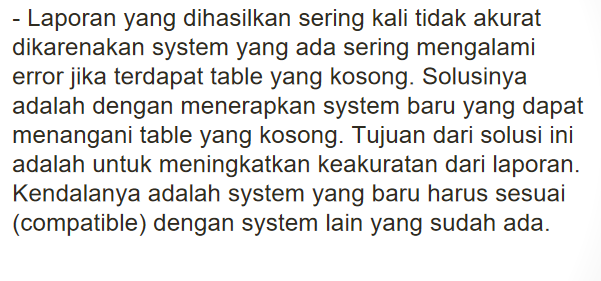 - Laporan yang dihasilkan sering kali tidak akurat
dikarenakan system yang ada sering mengalami
error jika terdapat table yang kosong. Solusinya
adalah dengan menerapkan system baru yang dapat
menangani table yang kosong. Tujuan dari solusi ini
adalah untuk meningkatkan keakuratan dari laporan.
Kendalanya adalah system yang baru harus sesuai
(compatible) dengan system lain yang sudah ada.